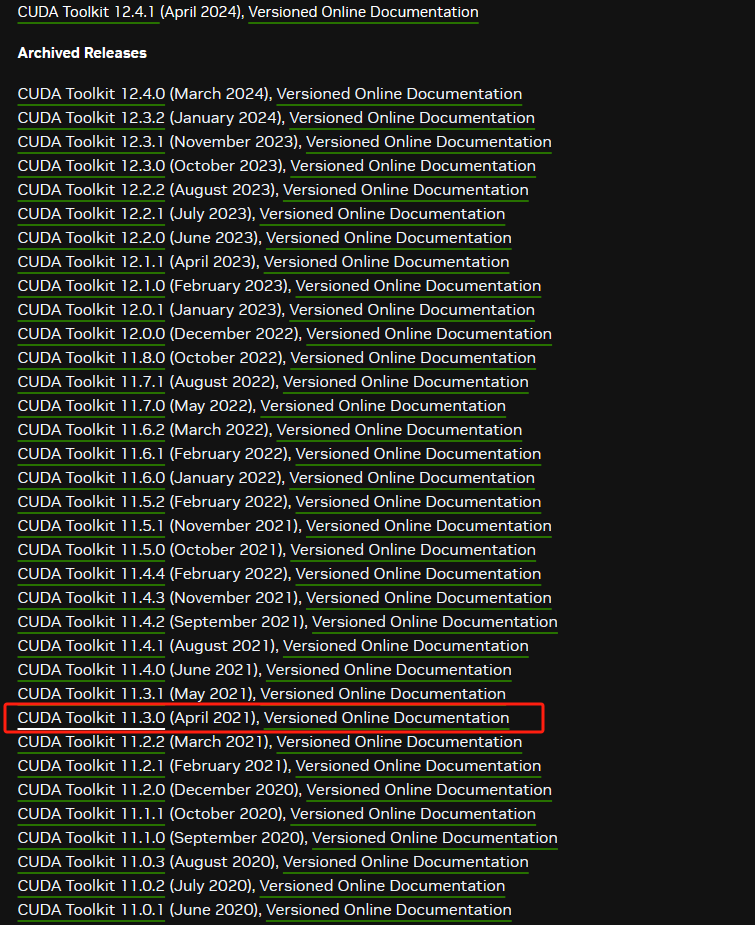 CUDA Toolkit 12.4.1 (April 2024), Versioned Online Documentation
Archived Releases
CUDA Toolkit 12.4.0 (March 2024), Versioned Online Documentation
CUDA Toolkit 12.3.2 (January 2024), Versioned Online Documentation
CUDA Toolkit 12.3.1 (November 2023), Versioned Online Documentation
CUDA Toolkit 12.3.0 (October 2023), Versioned Online Documentation
CUDA Toolkit 12.2.2 (August 2023), Versioned Online Documentation
CUDA Toolkit 12.2.1 (July 2023), Versioned Online Documentation
CUDA Toolkit 12.2.0 (June 2023), Versioned Online Documentation
CUDA Toolkit 12.1.1 (April 2023), Versioned Online Documentation
CUDA Toolkit 12.1.0 (February 2023), Versioned Online Documentation
CUDA Toolkit 12.0.1 (January 2023), Versioned Online Documentation
CUDA Toolkit 12.0.0 (December 2022), Versioned Online Documentation
CUDA Toolkit 11.8.0 (October 2022), Versioned Online Documentation
CUDA Toolkit 11.7.1 (August 2022), Versioned Online Documentation
CUDA Toolkit 11.7.0 (May 2022), Versioned Online Documentation
CUDA Toolkit 11.6.2 (March 2022), Versioned Online Documentation
CUDA Toolkit 11.6.1 (February 2022), Versioned Online Documentation
CUDA Toolkit 11.6.0 (January 2022), Versioned Online Documentation
CUDA Toolkit 11.5.2 (February 2022), Versioned Online Documentation
CUDA Toolkit 11.5.1 (November 2021), Versioned Online Documentation
CUDA Toolkit 11.5.0 (October 2021), Versioned Online Documentation
CUDA Toolkit 11.4.4 (February 2022), Versioned Online Documentation
CUDA Toolkit 11.4.3 (November 2021), Versioned Online Documentation
CUDA Toolkit 11.4.2 (September 2021), Versioned Online Documentation
CUDA Toolkit 11.4.1 (August 2021), Versioned Online Documentation
CUDA Toolkit 11.4.0 (June 2021), Versioned Online Documentation
CUDA Toolkit 11.3.1 (May 2021), Versioned Online Documentation
CUDA Toolkit 11.3.0 (April 2021), Versioned Online Documentation
CUDA Toolkit 11.2.2 (March 2021), Versioned Online Documentation
CUDA Toolkit 11.2.1 (February 2021), Versioned Online Documentation
CUDA Toolkit 11.2.0 (December 2020), Versioned Online Documentation
CUDA Toolkit 11.1.1 (October 2020), Versioned Online Documentation
CUDA Toolkit 11.1.0 (September 2020), Versioned Online Documentation
CUDA Toolkit 11.0.3 (August 2020), Versioned Online Documentation
CUDA Toolkit 11.0.2 (July 2020), Versioned Online Documentation
CUDA Toolkit 11.0.1 (June 2020), Versioned Online Documentation